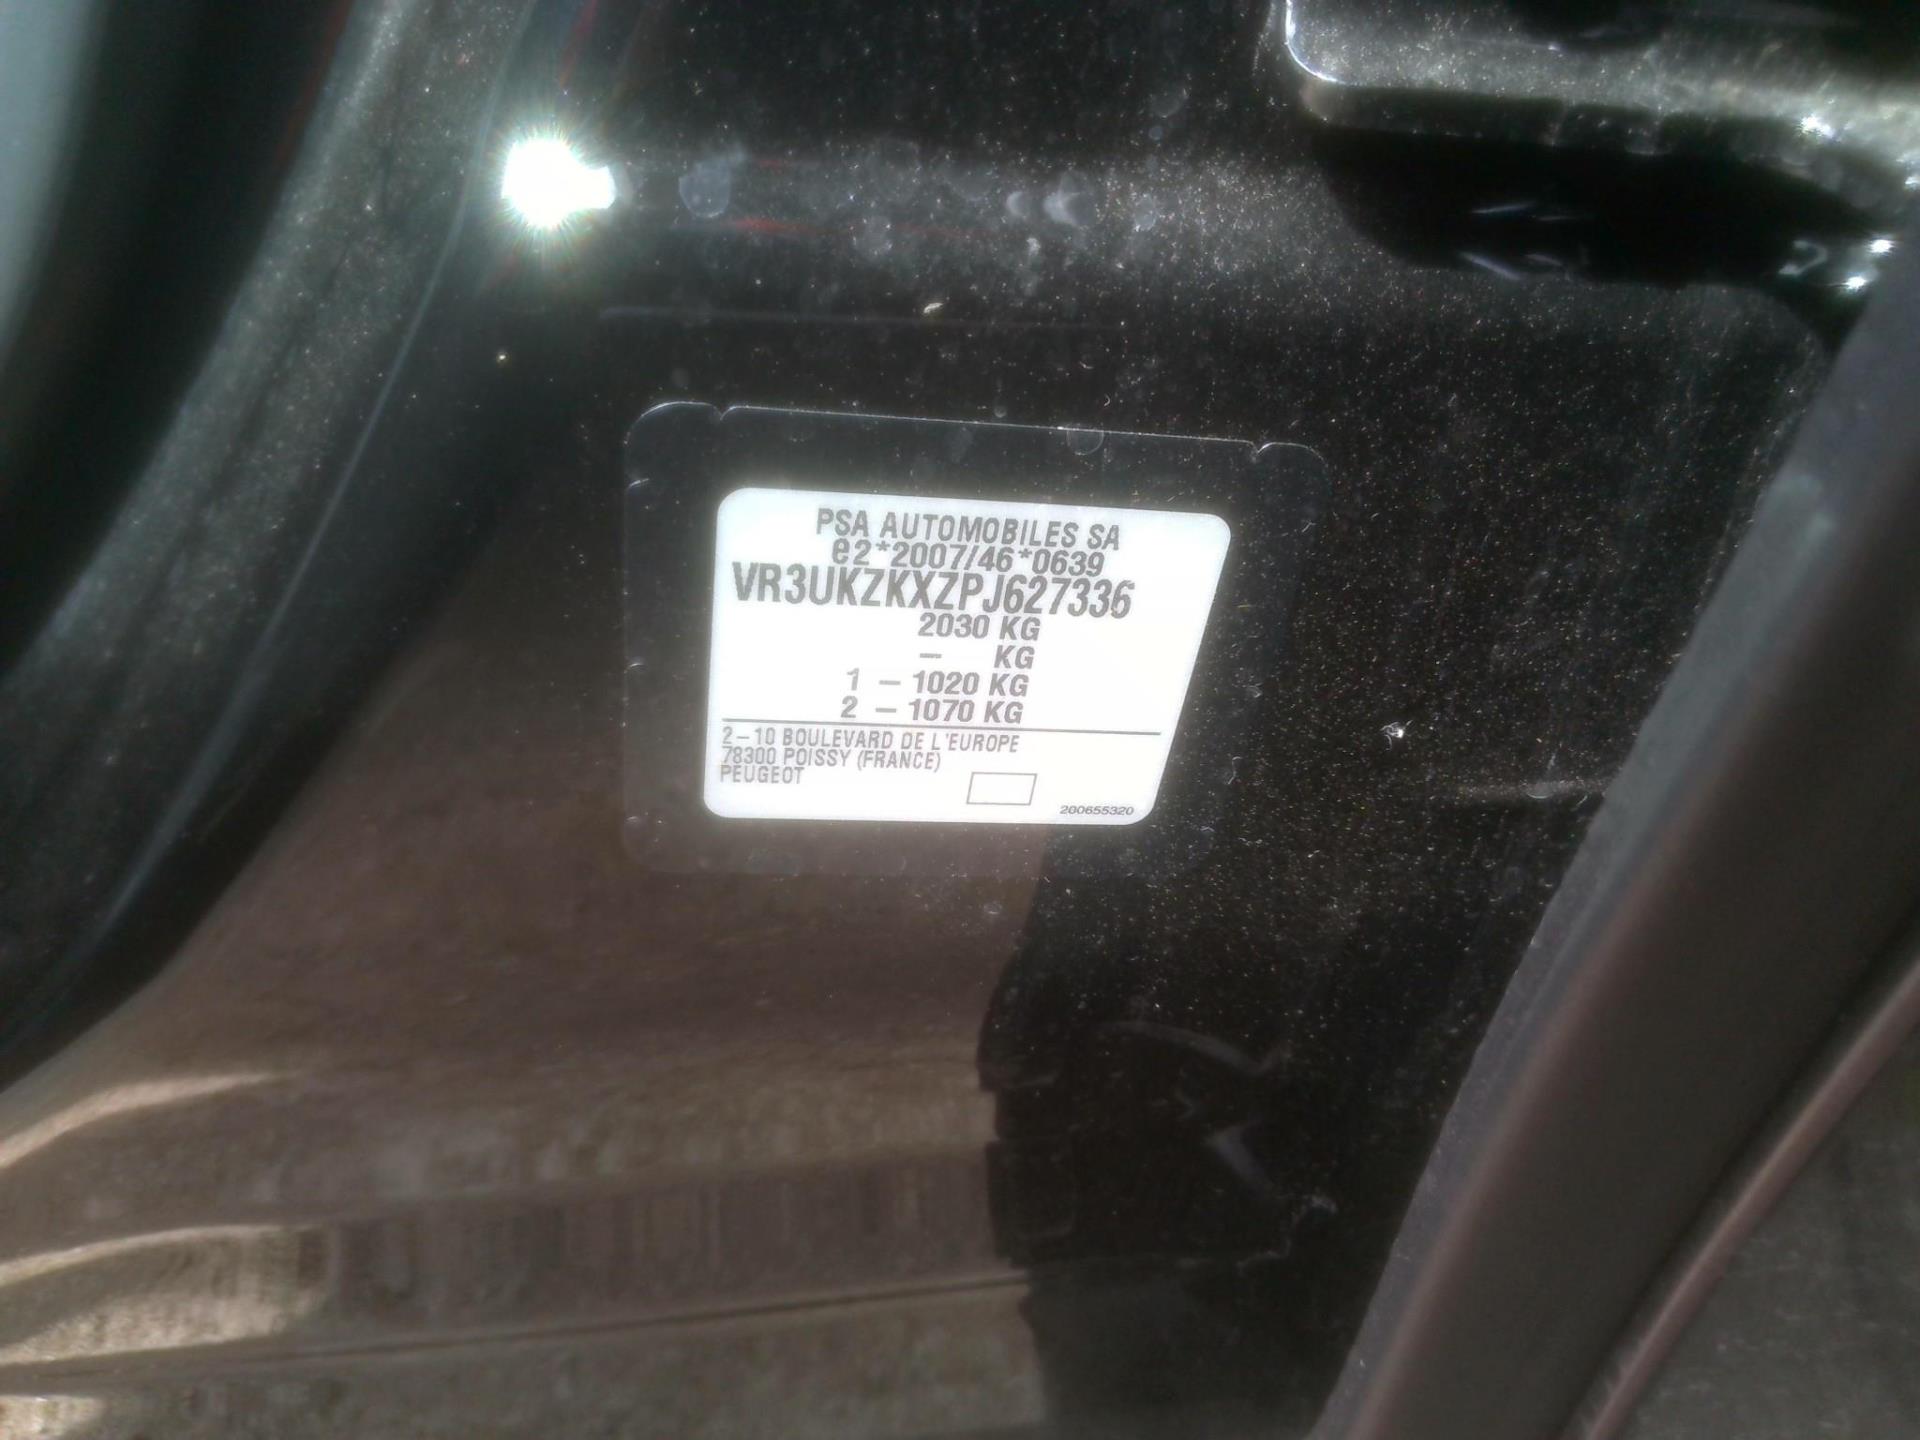 PSA AUTOMOBILES SA
e2*2007/46*0639
VR3UKZKXZPJ627336
2030 KG
– KG
1 – 1020 KG
2 – 1070 KG
2–10 BOULEVARD DE L'EUROPE
78300 POISSY (FRANCE)
PEUGEOT
200655320